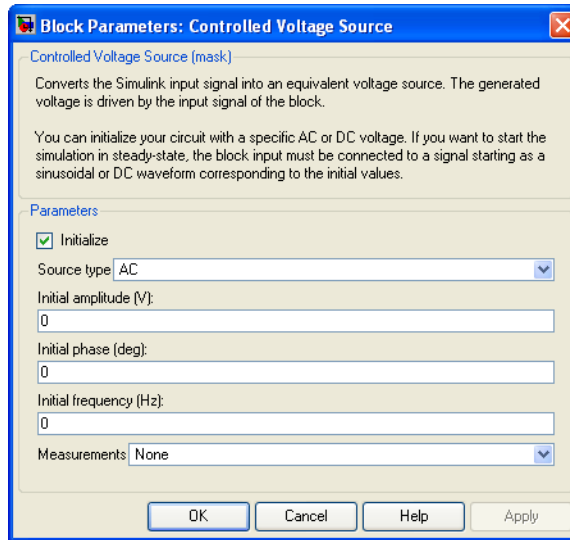 Block Parameters: Controlled Voltage Source
Controlled Voltage Source (mask)
Converts the Simulink input signal into an equivalent voltage source. The generated
voltage is driven by the input signal of the block.
You can initialize your circuit with a specific AC or DC voltage. If you want to start the
simulation in steady-state, the block input must be connected to a signal starting as a
sinusoidal or DC waveform corresponding to the initial values.
Parameters
Initialize
Source type AC
Initial amplitude (V):
0
Initial phase (deg):
0
Initial frequency (Hz):
0
Measurements None
OK Cancel Help Apply